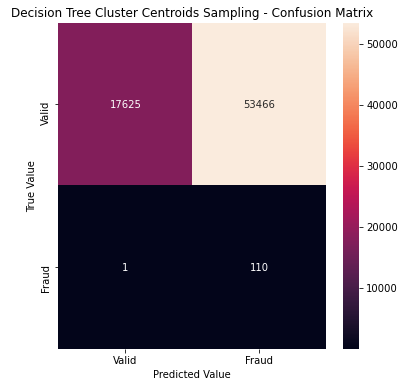 Decision Tree Cluster Centroids Sampling - Confusion Matrix
Valid
17625
53466
True Value
Fraud
1
110
Valid
Fraud
Predicted Value
50000
40000
30000
20000
10000